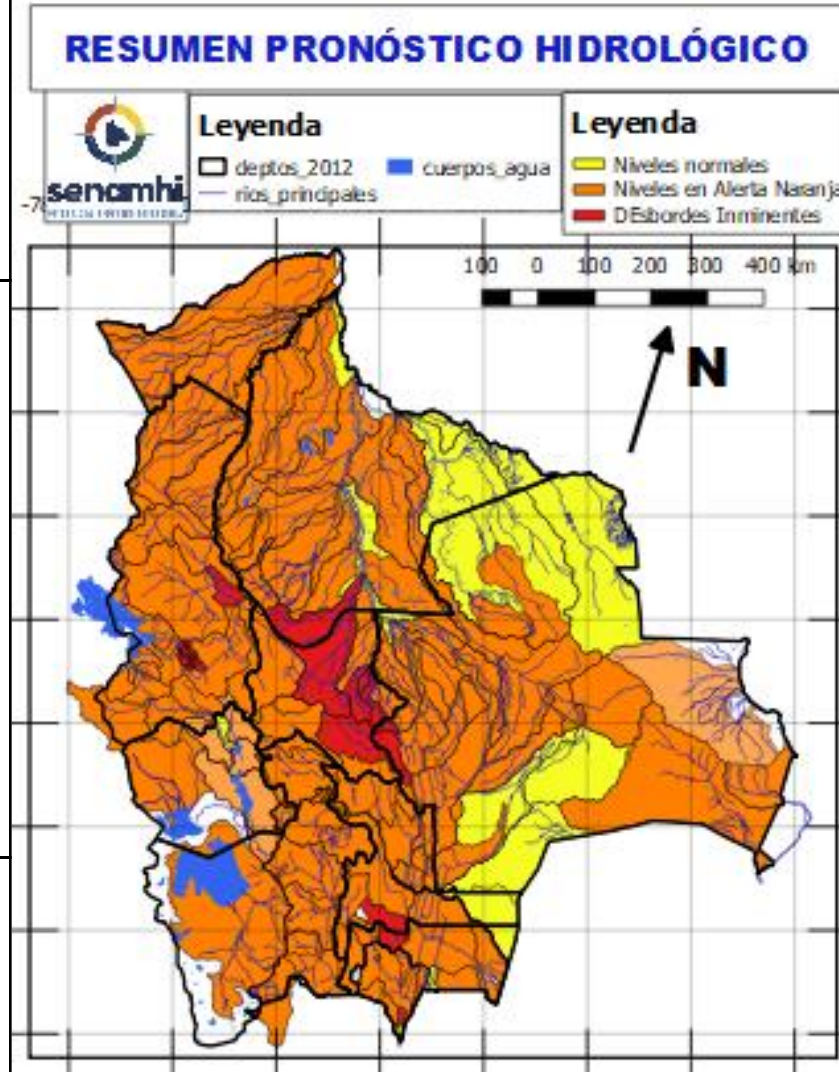 RESUMEN PRONÓSTICO HIDROLÓGICO
senamhi
Leyenda
deptos_2012
cuerpos_agua
rios_principales
Leyenda
Niveles normales
Niveles en Alerta Naranja
DEsbordes Inminentes
100 0 100 200 300 400 km
N